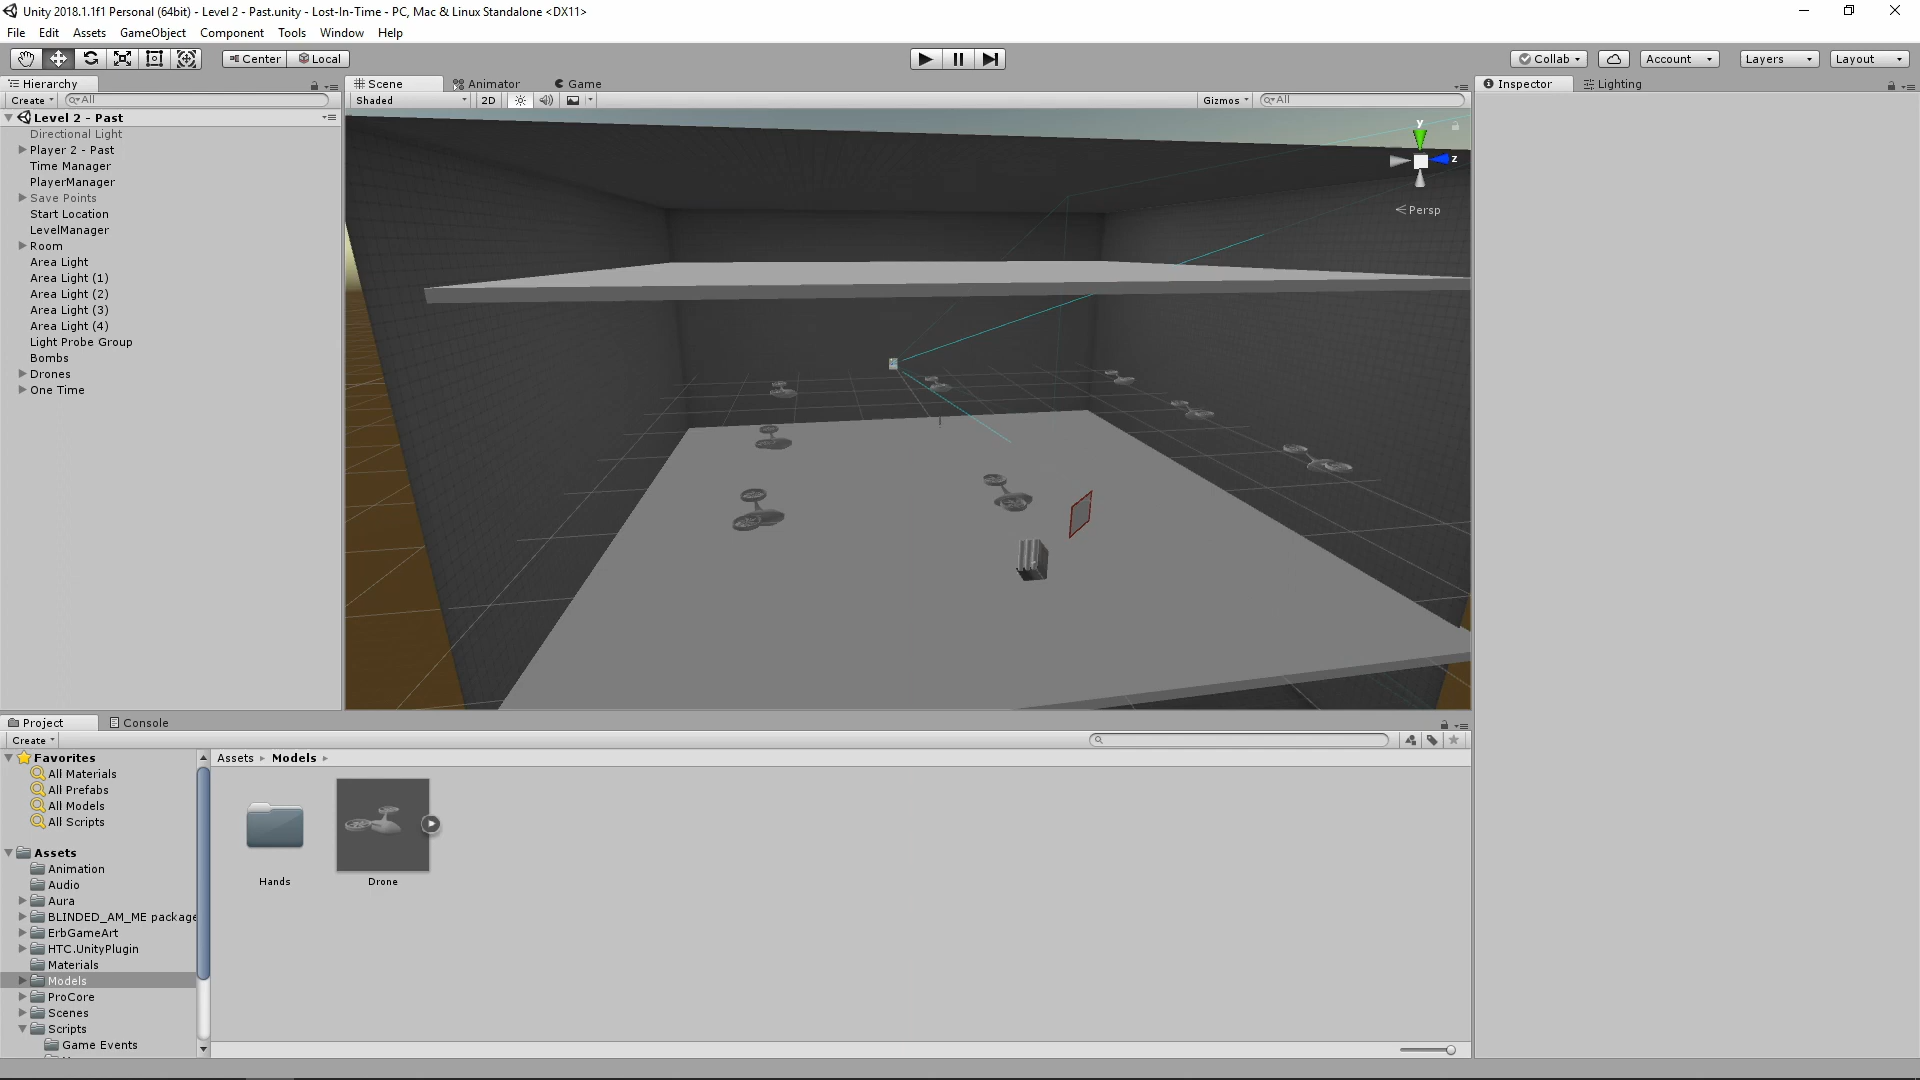 Unity 2018.1.1f1 Personal (64bit) - Level 2 - Past.unity - Lost-In-Time - PC, Mac & Linux Standalone <DX11>
File Edit Assets GameObject Component Tools Window Help
Center Local Collab Account Layers Layout
Hierarchy
Create All
Level 2 - Past
Directional Light
Player 2 - Past
Time Manager
PlayerManager
Save Points
Start Location
LevelManager
Room
Area Light
Area Light (1)
Area Light (2)
Area Light (3)
Area Light (4)
Light Probe Group
Bombs
Drones
One Time
Scene Animator Game
Shaded 2D Gizmos All
y
z
Persp
Inspector Lighting
Project Console
Create
Favorites
All Materials
All Prefabs
All Models
All Scripts
Assets
Animation
Audio
Aura
BLINDED_AM_ME package
ErbGameArt
HTC.UnityPlugin
Materials
Models
ProCore
Scenes
Scripts
Game Events
Assets Models
Hands Drone